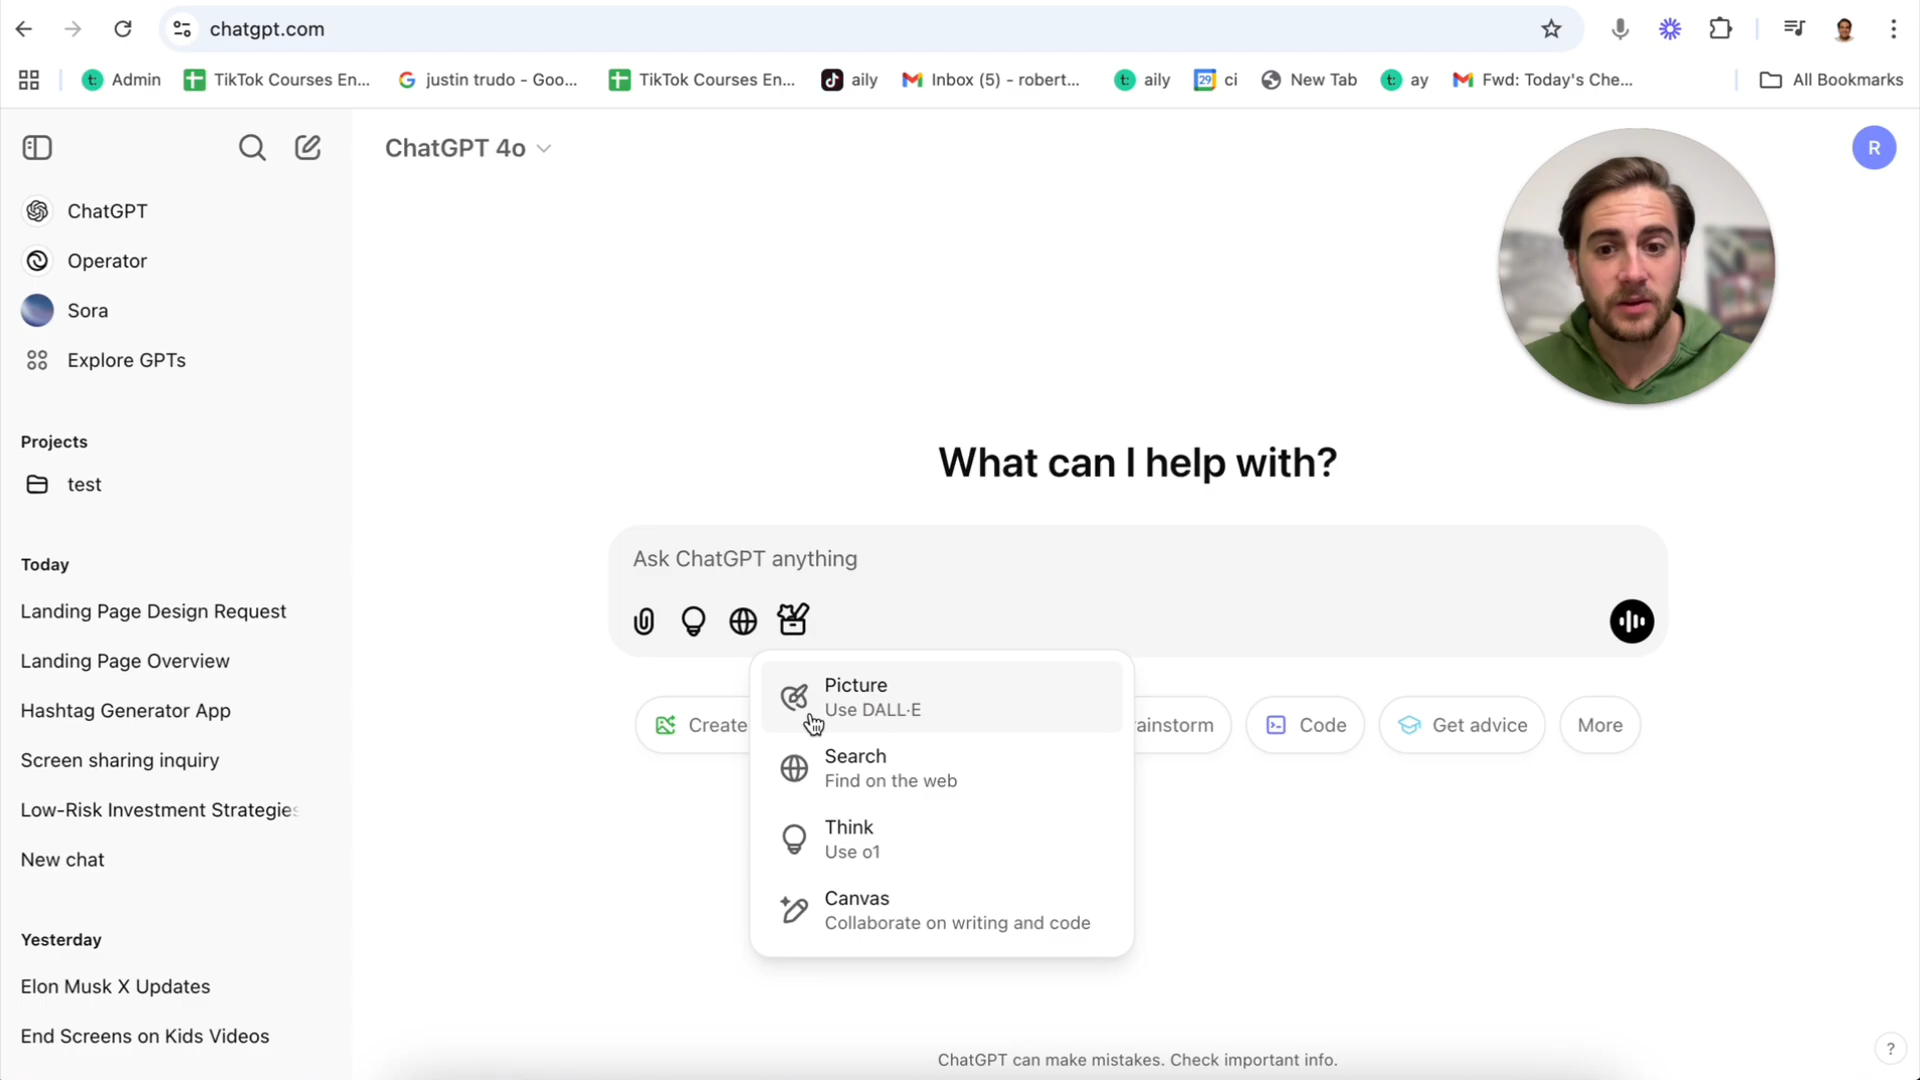 chatgpt.com
Admin
TikTok Courses En...
justin trudo - Goo...
TikTok Courses En...
aily
Inbox (5) - robert...
aily
ci
New Tab
ay
Fwd: Today's Che...
All Bookmarks
ChatGPT 4o
R
ChatGPT
Operator
Sora
Explore GPTs
Projects
test
Today
Landing Page Design Request
Landing Page Overview
Hashtag Generator App
Screen sharing inquiry
Low-Risk Investment Strategies
New chat
Yesterday
Elon Musk X Updates
End Screens on Kids Videos
What can I help with?
Ask ChatGPT anything
Create
ainstorm
Code
Get advice
More
Picture
Use DALL·E
Search
Find on the web
Think
Use o1
Canvas
Collaborate on writing and code
ChatGPT can make mistakes. Check important info.
?